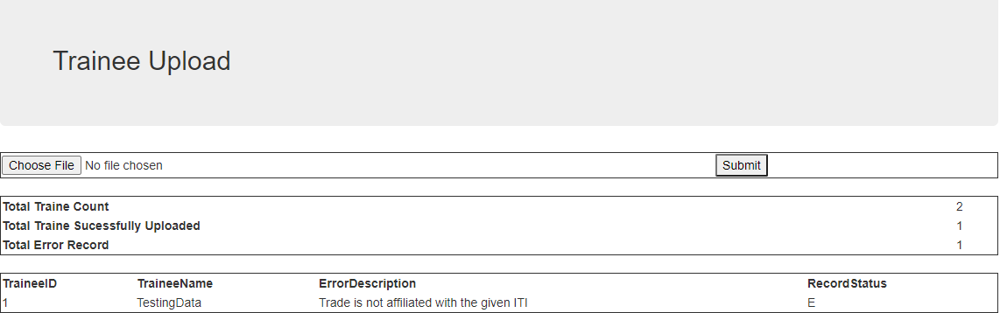 Trainee Upload
Choose File No file chosen Submit
Total Traine Count 2
Total Traine Sucessfully Uploaded 1
Total Error Record 1
TraineeID TraineeName ErrorDescription RecordStatus
1 TestingData Trade is not affiliated with the given ITI E